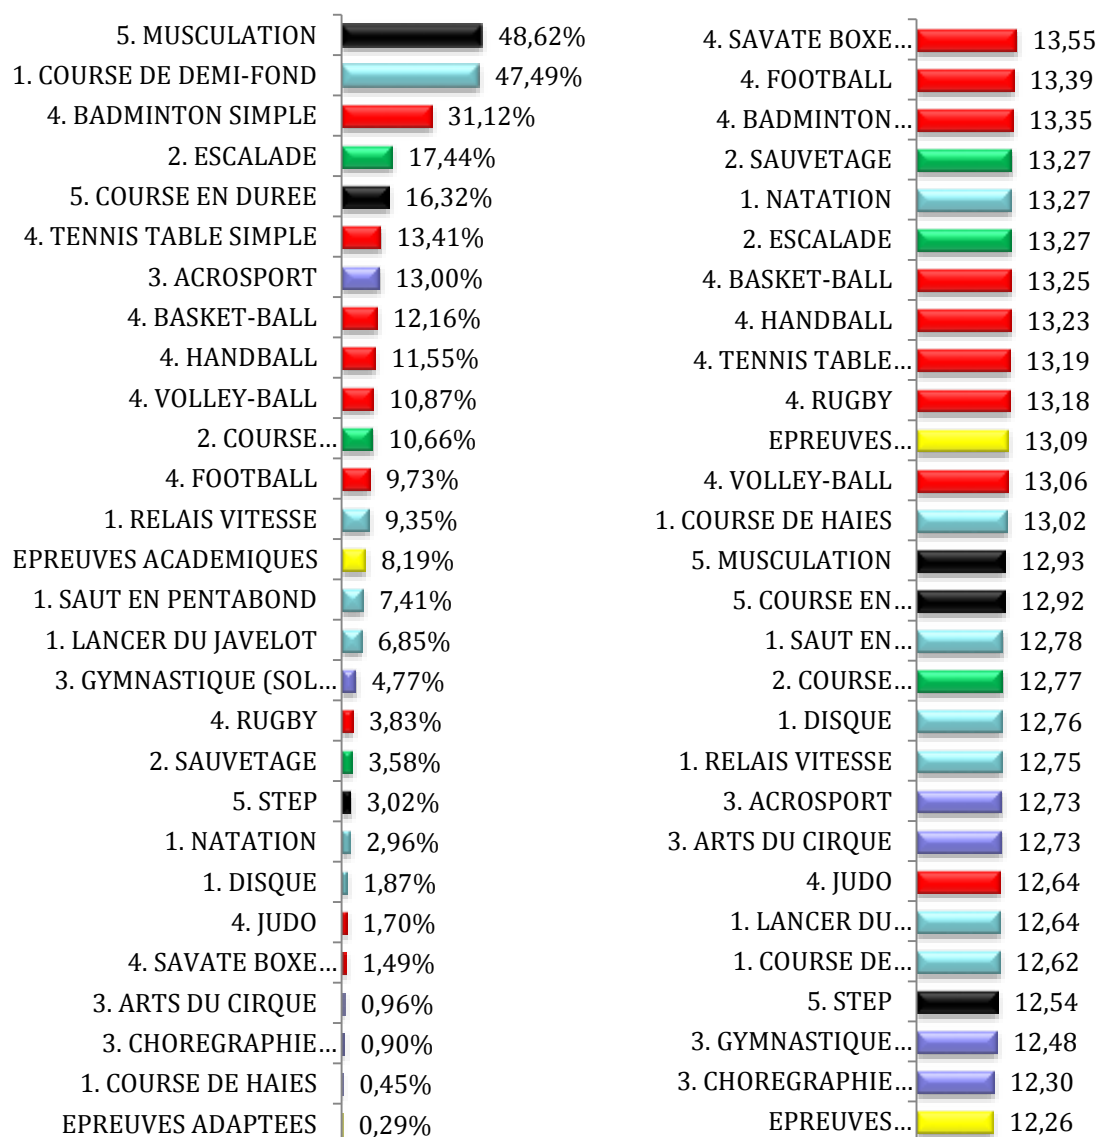 5. MUSCULATION 48,62%
1. COURSE DE DEMI-FOND 47,49%
4. BADMINTON SIMPLE 31,12%
2. ESCALADE 17,44%
5. COURSE EN DUREE 16,32%
4. TENNIS TABLE SIMPLE 13,41%
3. ACROSPORT 13,00%
4. BASKET-BALL 12,16%
4. HANDBALL 11,55%
4. VOLLEY-BALL 10,87%
2. COURSE… 10,66%
4. FOOTBALL 9,73%
1. RELAIS VITESSE 9,35%
EPREUVES ACADEMIQUES 8,19%
1. SAUT EN PENTABOND 7,41%
1. LANCER DU JAVELOT 6,85%
3. GYMNASTIQUE (SOL… 4,77%
4. RUGBY 3,83%
2. SAUVETAGE 3,58%
5. STEP 3,02%
1. NATATION 2,96%
1. DISQUE 1,87%
4. JUDO 1,70%
4. SAVATE BOXE… 1,49%
3. ARTS DU CIRQUE 0,96%
3. CHOREGRAPHIE… 0,90%
1. COURSE DE HAIES 0,45%
EPREUVES ADAPTEES 0,29%
4. SAVATE BOXE… 13,55
4. FOOTBALL 13,39
4. BADMINTON… 13,35
2. SAUVETAGE 13,27
1. NATATION 13,27
2. ESCALADE 13,27
4. BASKET-BALL 13,25
4. HANDBALL 13,23
4. TENNIS TABLE… 13,19
4. RUGBY 13,18
EPREUVES… 13,09
4. VOLLEY-BALL 13,06
1. COURSE DE HAIES 13,02
5. MUSCULATION 12,93
5. COURSE EN… 12,92
1. SAUT EN… 12,78
2. COURSE… 12,77
1. DISQUE 12,76
1. RELAIS VITESSE 12,75
3. ACROSPORT 12,73
3. ARTS DU CIRQUE 12,73
4. JUDO 12,64
1. LANCER DU… 12,64
1. COURSE DE… 12,62
5. STEP 12,54
3. GYMNASTIQUE… 12,48
3. CHOREGRAPHIE… 12,30
EPREUVES… 12,26